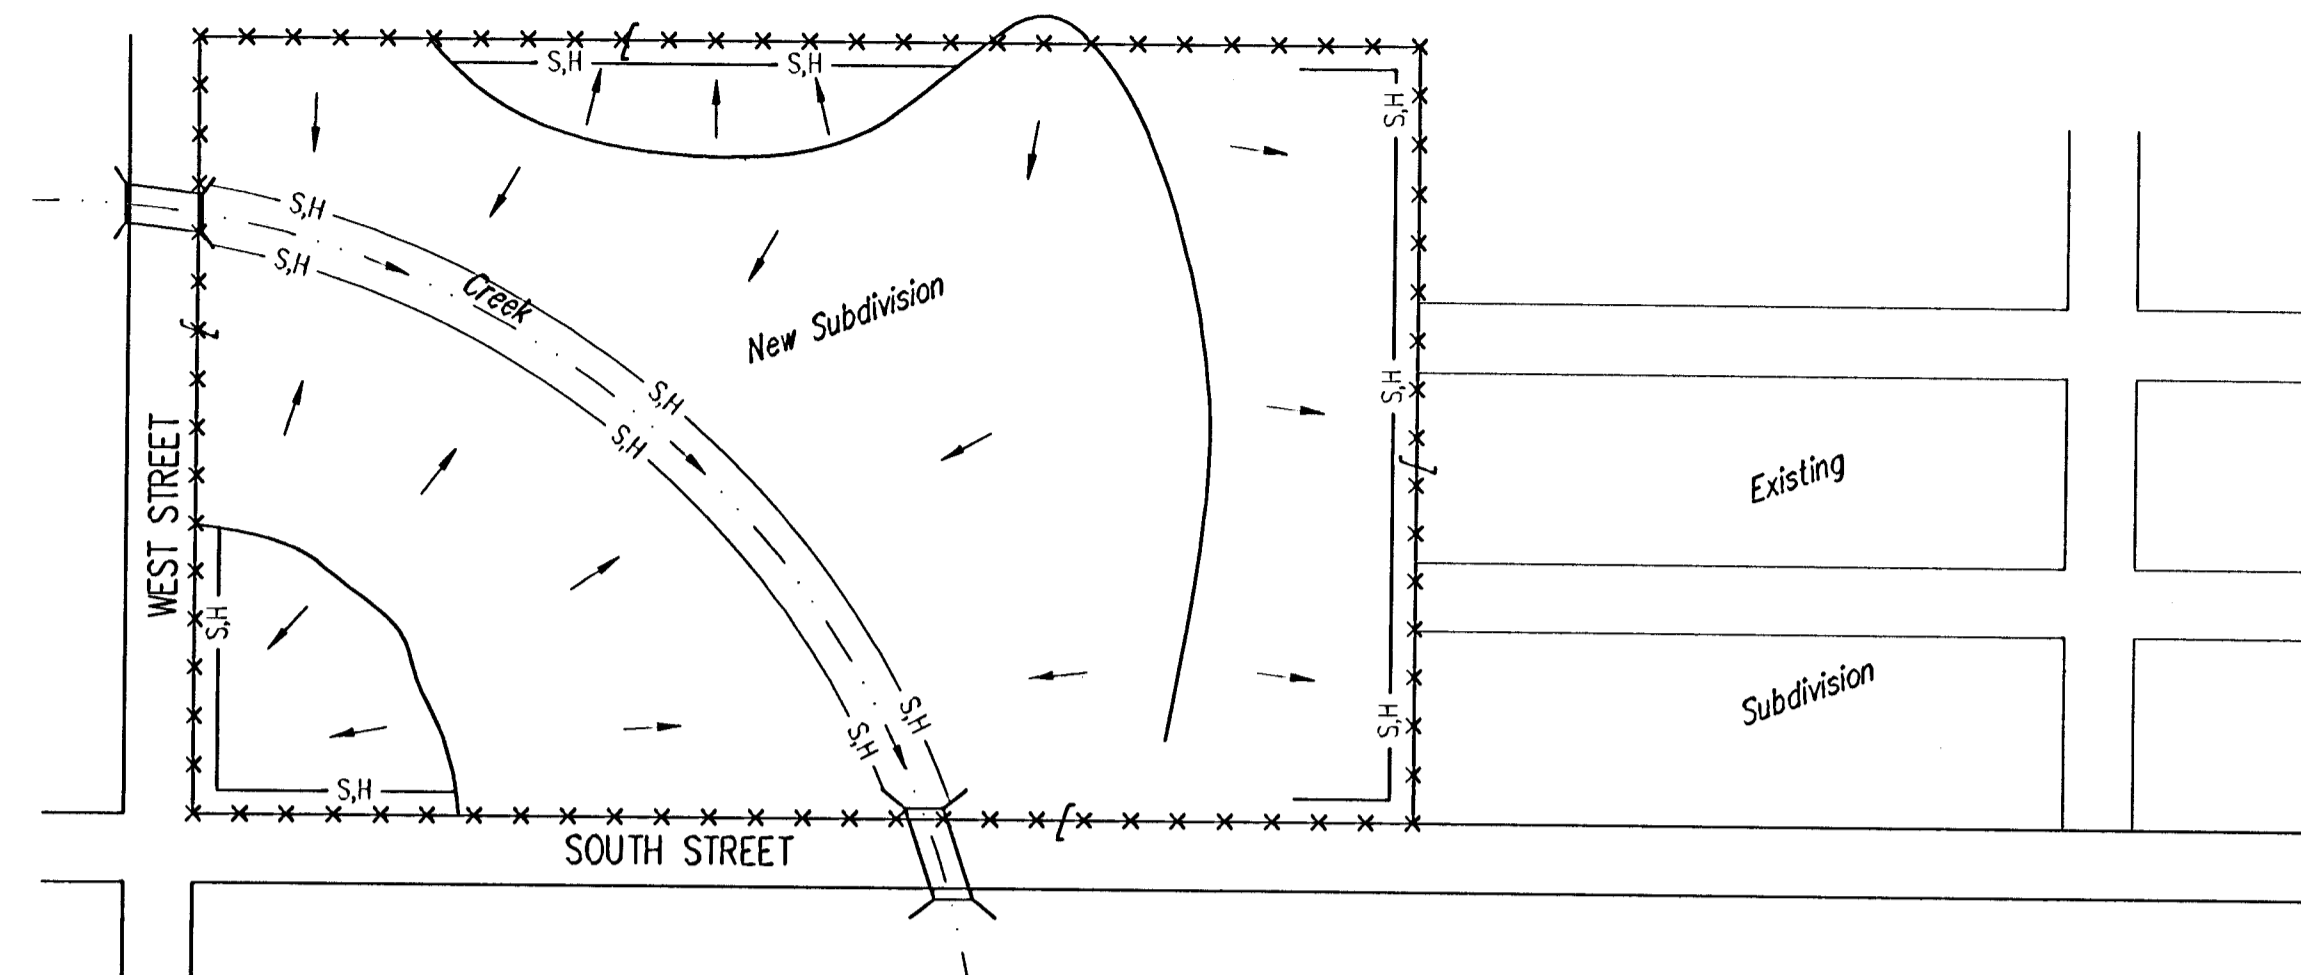 S,H
S,H
S,H
S,H
S,H
Creek
New Subdivision
S,H
S,H
S,H
WEST STREET
Existing
S,H
Subdivision
S,H
S,H
S,H
S,H
SOUTH STREET